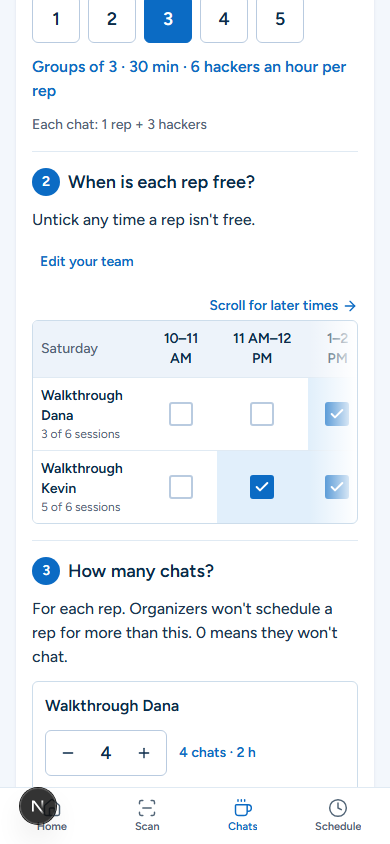 1 2 3 4 5
Groups of 3 · 30 min · 6 hackers an hour per
rep
Each chat: 1 rep + 3 hackers
2 When is each rep free?
Untick any time a rep isn't free.
Edit your team
Scroll for later times →
Saturday 10–11 AM 11 AM–12 PM 1–2 PM
Walkthrough
Dana
3 of 6 sessions
Walkthrough
Kevin
5 of 6 sessions
3 How many chats?
For each rep. Organizers won't schedule a
rep for more than this. 0 means they won't
chat.
Walkthrough Dana
− 4 + 4 chats · 2 h
N
Home Scan Chats Schedule